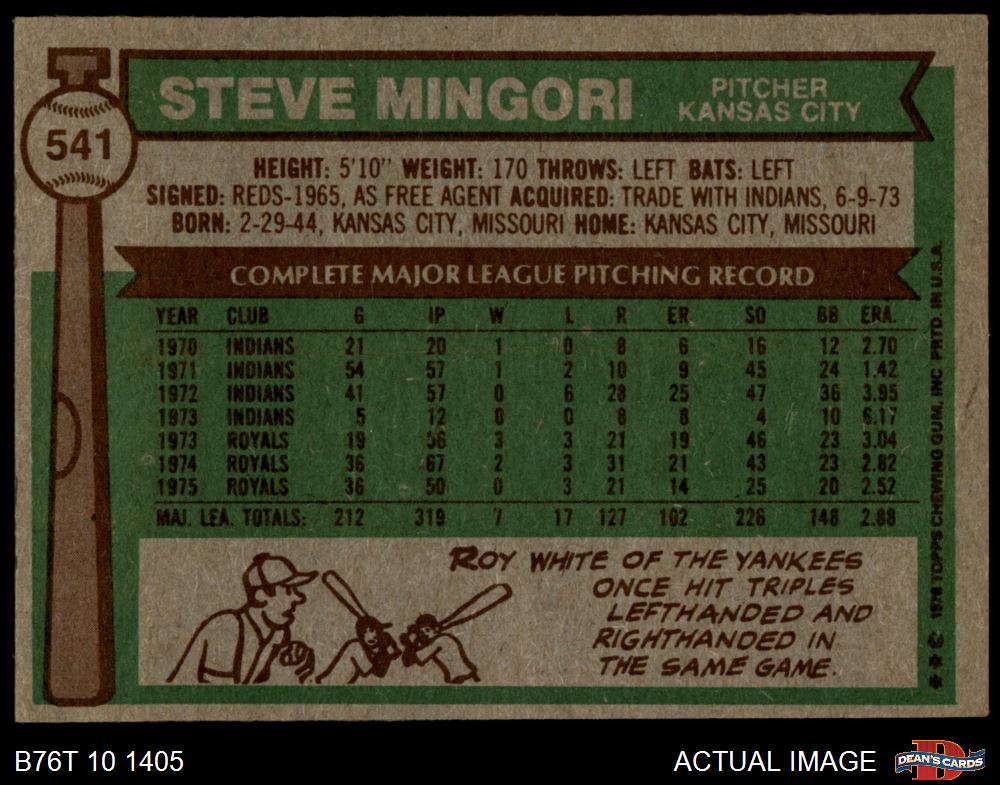 541
STEVE MINGORI
PITCHER
KANSAS CITY
HEIGHT: 5'10" WEIGHT: 170 THROWS: LEFT BATS: LEFT
SIGNED: REDS-1965, AS FREE AGENT ACQUIRED: TRADE WITH INDIANS, 6-9-73
BORN: 2-29-44, KANSAS CITY, MISSOURI HOME: KANSAS CITY, MISSOURI
COMPLETE MAJOR LEAGUE PITCHING RECORD
YEAR CLUB G IP W L R ER SO BB ERA.
1970 INDIANS 21 20 1 0 8 6 16 12 2.70
1971 INDIANS 54 57 1 2 10 9 45 24 1.42
1972 INDIANS 41 57 0 6 28 25 47 36 3.95
1973 INDIANS 5 12 0 0 8 8 4 10 6.17
1973 ROYALS 19 56 3 3 21 19 46 23 3.04
1974 ROYALS 36 67 2 3 31 21 43 23 2.82
1975 ROYALS 36 50 0 3 21 14 25 20 2.52
MAJ. LEA. TOTALS: 212 319 7 17 127 102 226 148 2.88
ROY WHITE OF THE YANKEES
ONCE HIT TRIPLES
LEFTHANDED AND
RIGHTHANDED IN
THE SAME GAME.
**© 1976 TOPPS CHEWING GUM, INC PRTD. IN U.S.A.
B76T 10 1405
ACTUAL IMAGE
D
DEAN'S CARDS